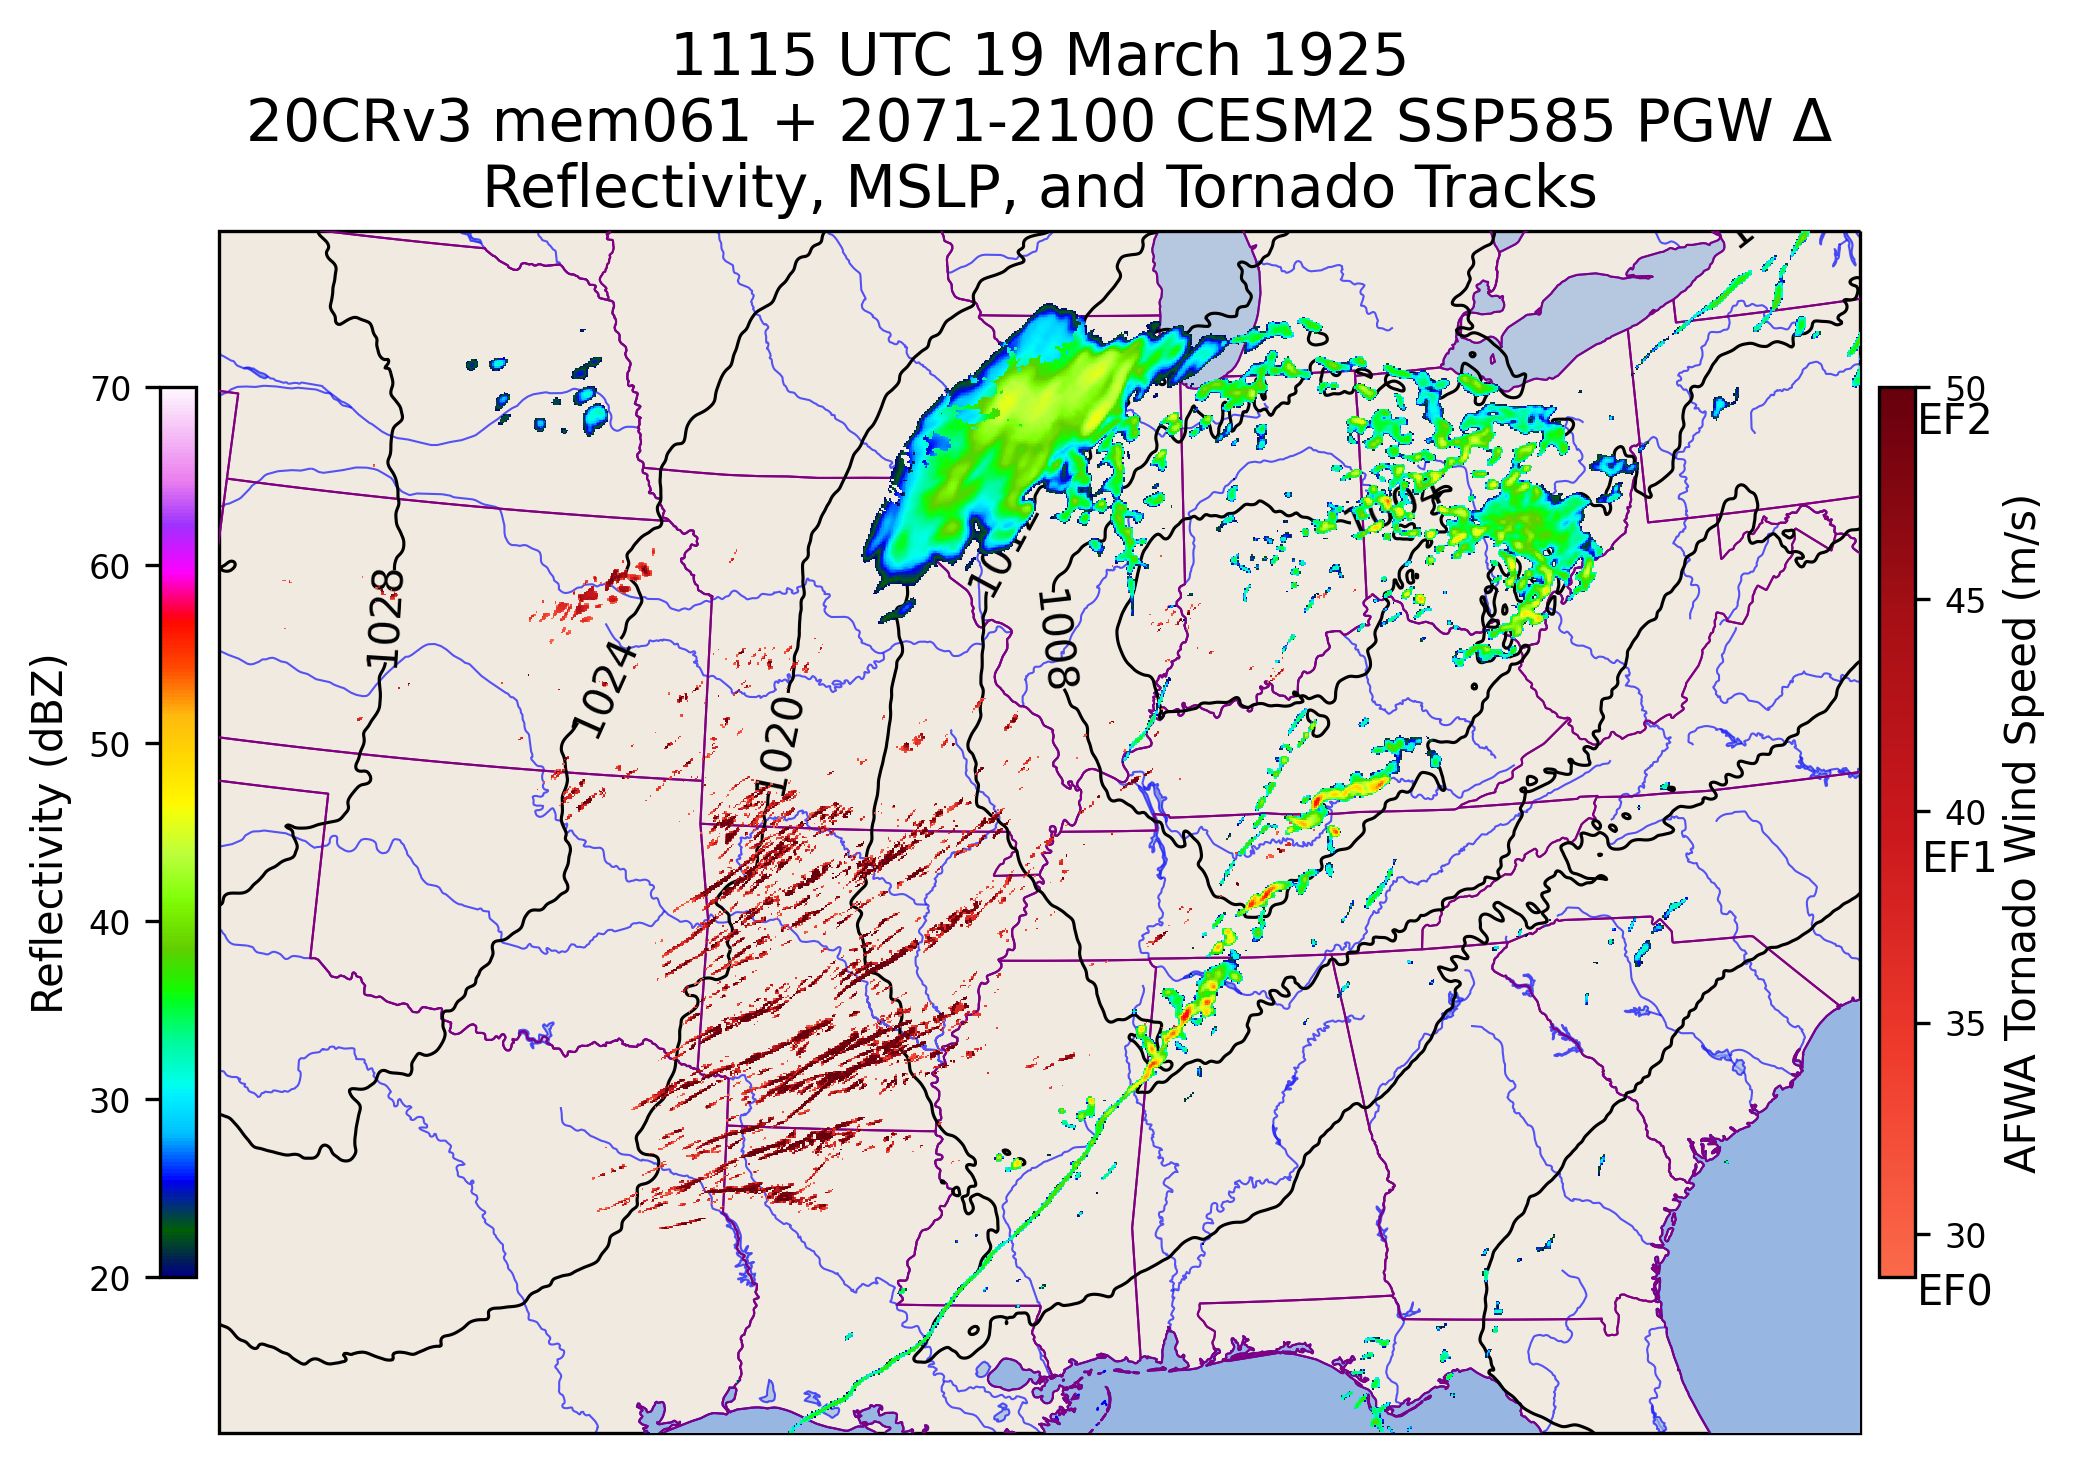 1115 UTC 19 March 1925
20CRv3 mem061 + 2071-2100 CESM2 SSP585 PGW Δ
Reflectivity, MSLP, and Tornado Tracks
Reflectivity (dBZ)
70
60
50
40
30
20
1028
1024
1020
1012
1008
50
EF2
45
40
EF1
35
30
EF0
AFWA Tornado Wind Speed (m/s)